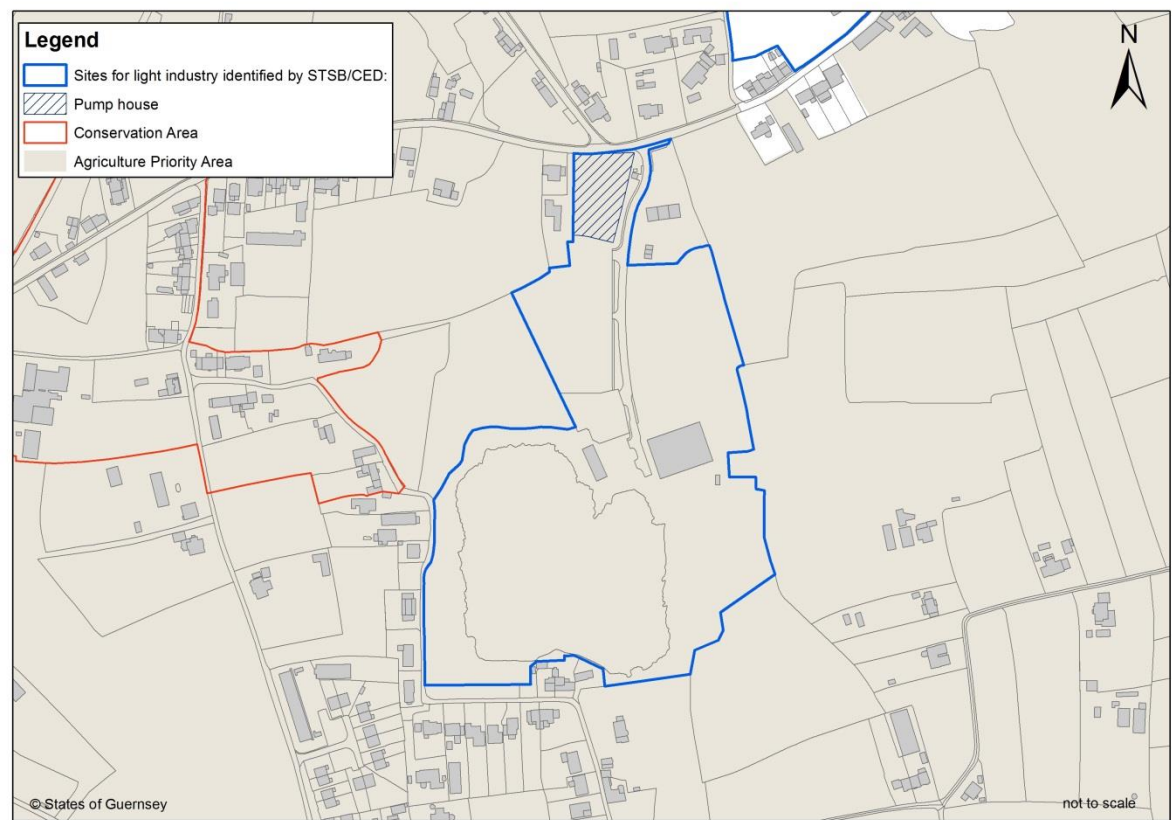 Legend
Sites for light industry identified by STSB/CED:
Pump house
Conservation Area
Agriculture Priority Area
N
© States of Guernsey
not to scale